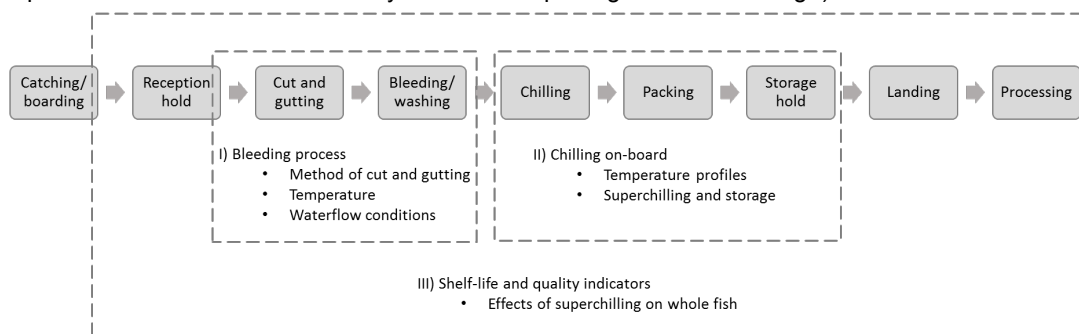 Catching/
boarding
Reception
hold
Cut and
gutting
Bleeding/
washing
Chilling
Packing
Storage
hold
Landing
Processing
I) Bleeding process
• Method of cut and gutting
• Temperature
• Waterflow conditions
II) Chilling on-board
• Temperature profiles
• Superchilling and storage
III) Shelf-life and quality indicators
• Effects of superchilling on whole fish